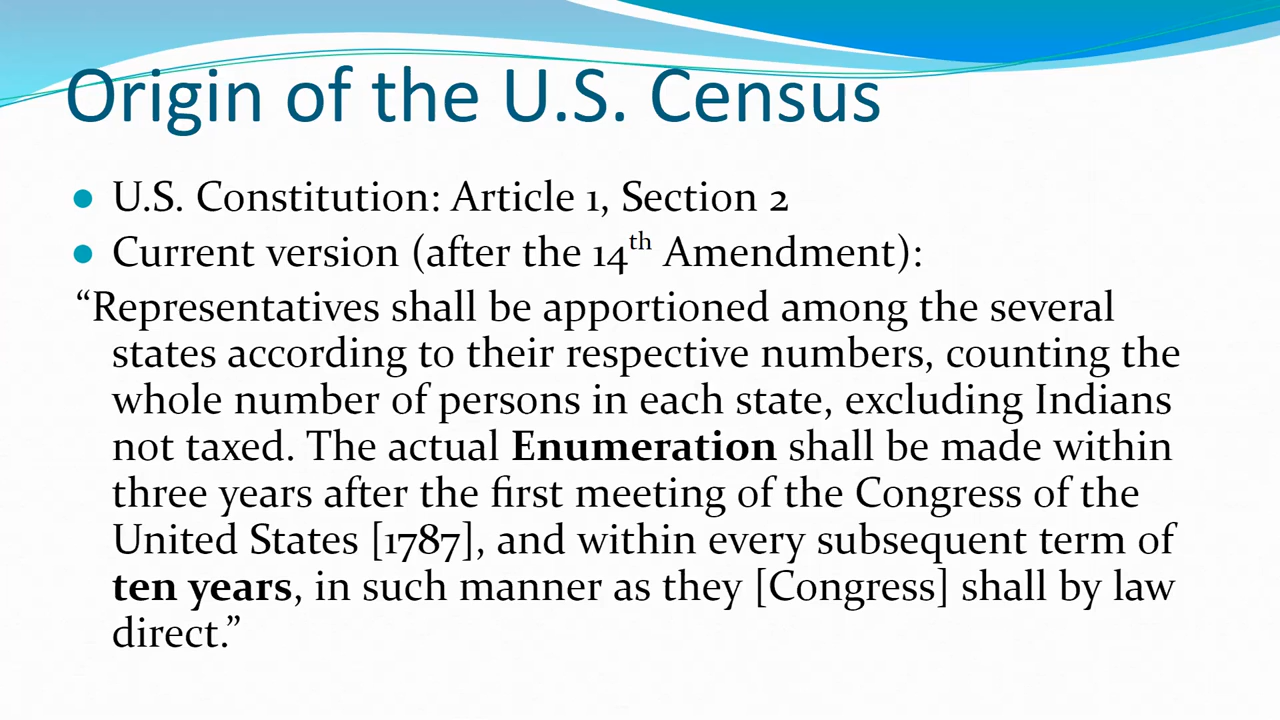 Origin of the U.S. Census
● U.S. Constitution: Article 1, Section 2
● Current version (after the 14th Amendment):
“Representatives shall be apportioned among the several
states according to their respective numbers, counting the
whole number of persons in each state, excluding Indians
not taxed. The actual Enumeration shall be made within
three years after the first meeting of the Congress of the
United States [1787], and within every subsequent term of
ten years, in such manner as they [Congress] shall by law
direct.”